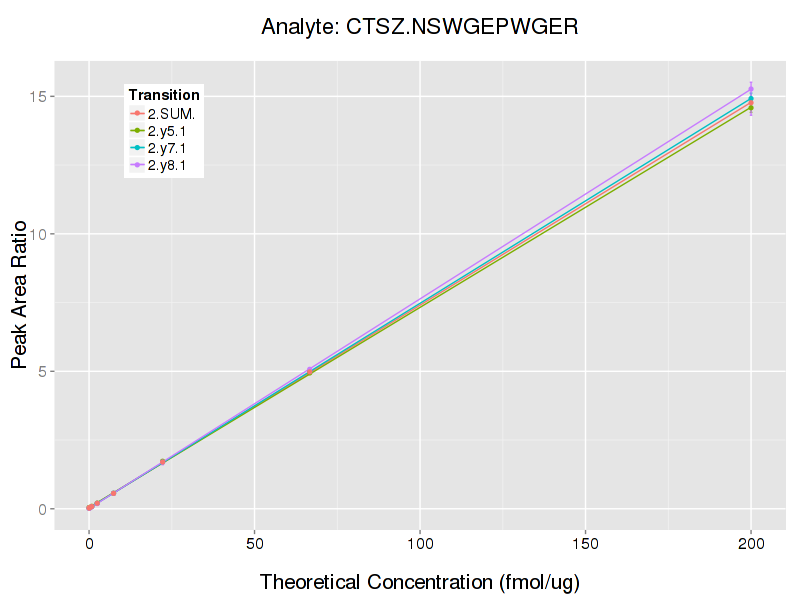 Analyte: CTSZ.NSWGEPWGER
Transition
2.SUM.
2.y5.1
2.y7.1
2.y8.1
Peak Area Ratio
15
10
5
0
0 50 100 150 200
Theoretical Concentration (fmol/ug)